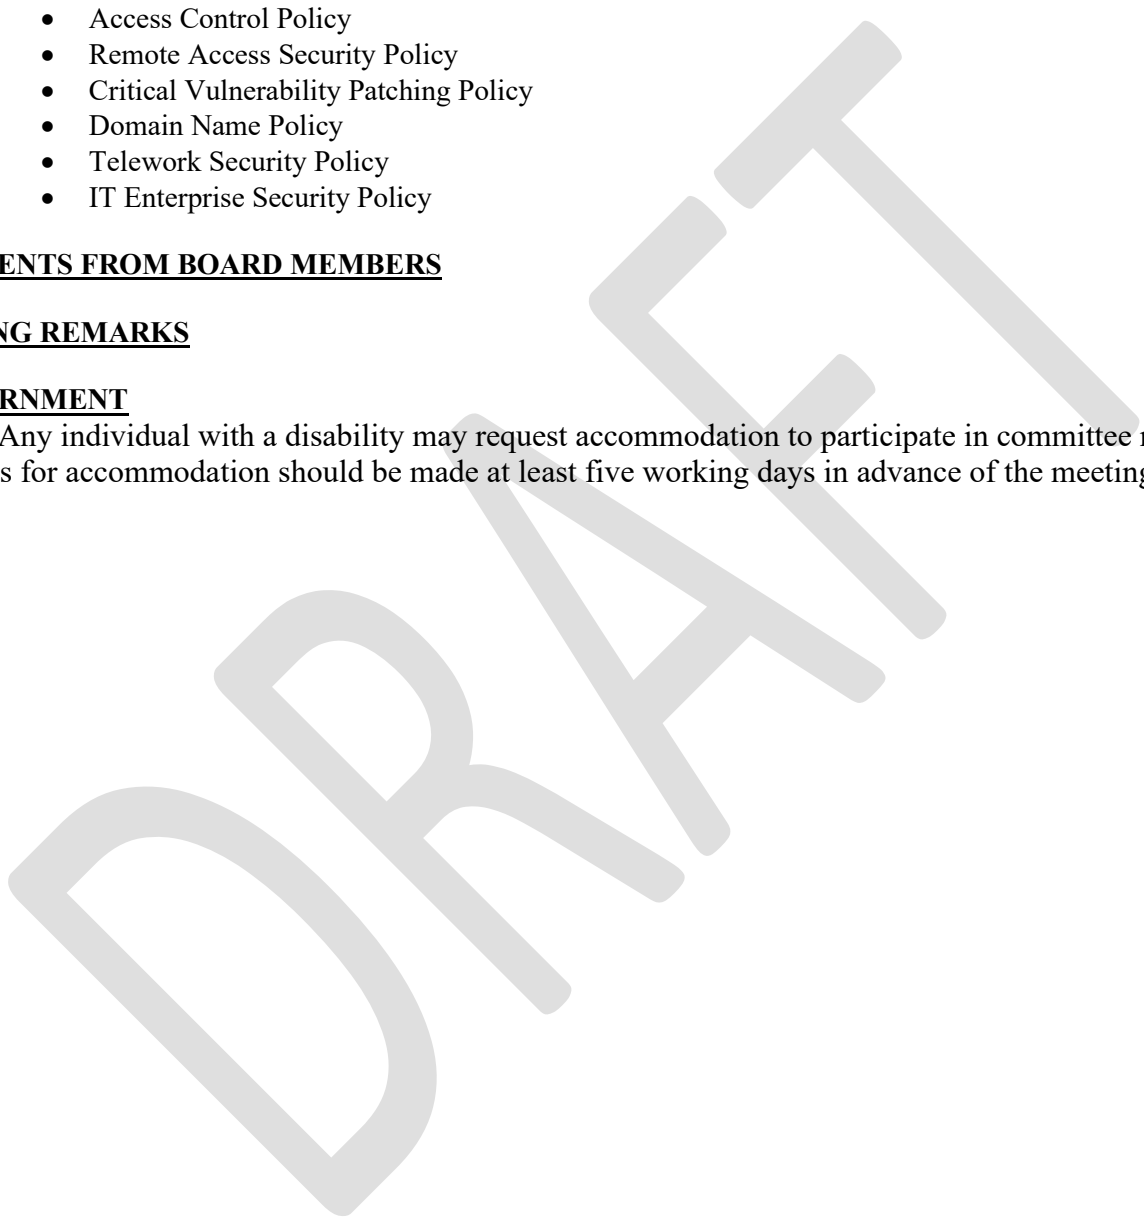 • Access Control Policy
• Remote Access Security Policy
• Critical Vulnerability Patching Policy
• Domain Name Policy
• Telework Security Policy
• IT Enterprise Security Policy
ENTS FROM BOARD MEMBERS
NG REMARKS
RNMENT
Any individual with a disability may request accommodation to participate in committee
s for accommodation should be made at least five working days in advance of the meeting
DRAFT